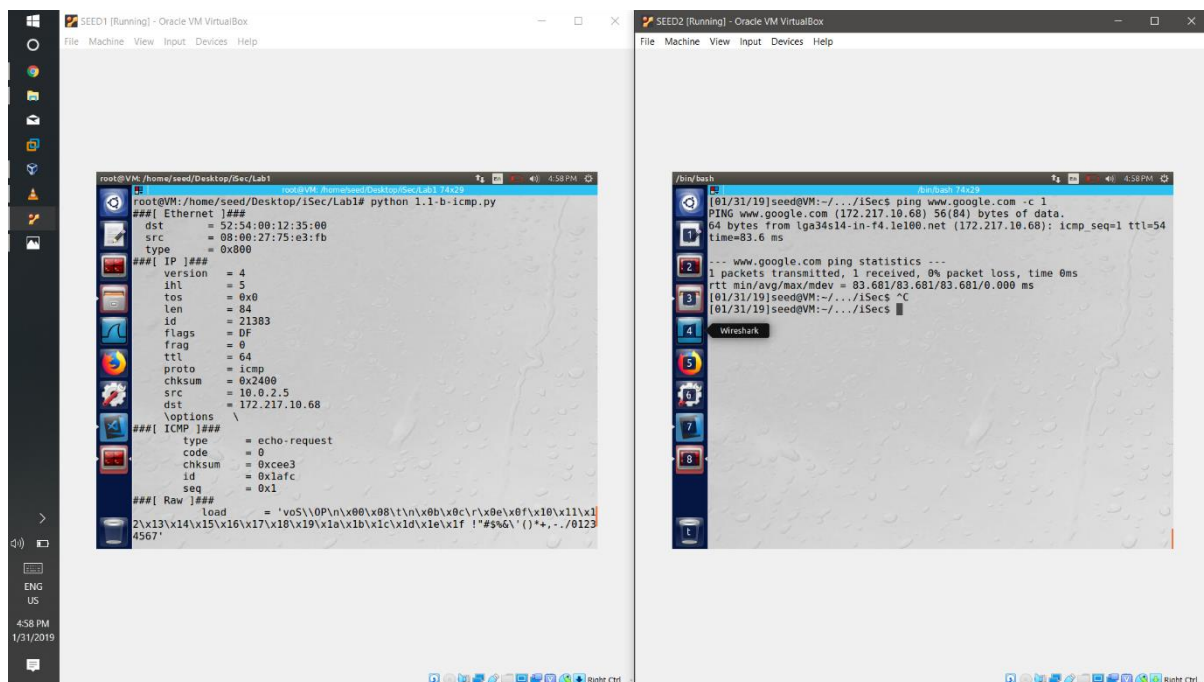 SEED1 [Running] - Oracle VM VirtualBox
File Machine View Input Devices Help
root@VM: /home/seed/Desktop/iSec/Lab1
4:58 PM
root@VM: /home/seed/Desktop/iSec/Lab1 74x29
root@VM:/home/seed/Desktop/iSec/Lab1# python 1.1-b-icmp.py
###[ Ethernet ]###
dst = 52:54:00:12:35:00
src = 08:00:27:75:e3:fb
type = 0x800
###[ IP ]###
version = 4
ihl = 5
tos = 0x0
len = 84
id = 21383
flags = DF
frag = 0
ttl = 64
proto = icmp
chksum = 0x2400
src = 10.0.2.5
dst = 172.217.10.68
\options \
###[ ICMP ]###
type = echo-request
code = 0
chksum = 0xcee3
id = 0x1afc
seq = 0x1
###[ Raw ]###
load = 'voS\\OP\n\x00\x08\t\n\x0b\x0c\r\x0e\x0f\x10\x11\x1
2\x13\x14\x15\x16\x17\x18\x19\x1a\x1b\x1c\x1d\x1e\x1f !"#$%&\'()*+,-./0123
4567'
Right Ctrl
SEED2 [Running] - Oracle VM VirtualBox
File Machine View Input Devices Help
/bin/bash
4:58 PM
/bin/bash 74x29
[01/31/19]seed@VM:~/.../iSec$ ping www.google.com -c 1
PING www.google.com (172.217.10.68) 56(84) bytes of data.
64 bytes from lga34s14-in-f4.1e100.net (172.217.10.68): icmp_seq=1 ttl=54
time=83.6 ms
--- www.google.com ping statistics ---
1 packets transmitted, 1 received, 0% packet loss, time 0ms
rtt min/avg/max/mdev = 83.681/83.681/83.681/0.000 ms
[01/31/19]seed@VM:~/.../iSec$ ^C
[01/31/19]seed@VM:~/.../iSec$
1
2
3
4
Wireshark
5
6
7
8
t
Right Ctrl
ENG
US
4:58 PM
1/31/2019